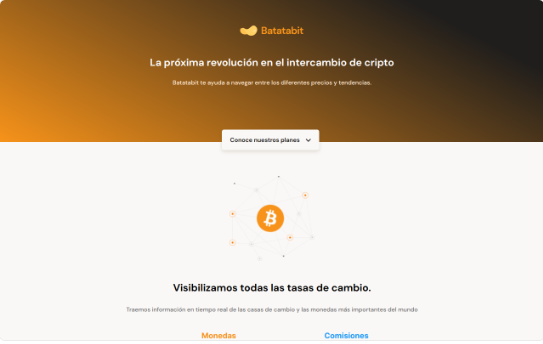 Batatabit
La próxima revolución en el intercambio de cripto
Batatabit te ayuda a navegar entre los diferentes precios y tendencias.
Conoce nuestros planes
Visibilizamos todas las tasas de cambio.
Traemos información en tiempo real de las casas de cambio y las monedas más importantes del mundo
Monedas Comisiones